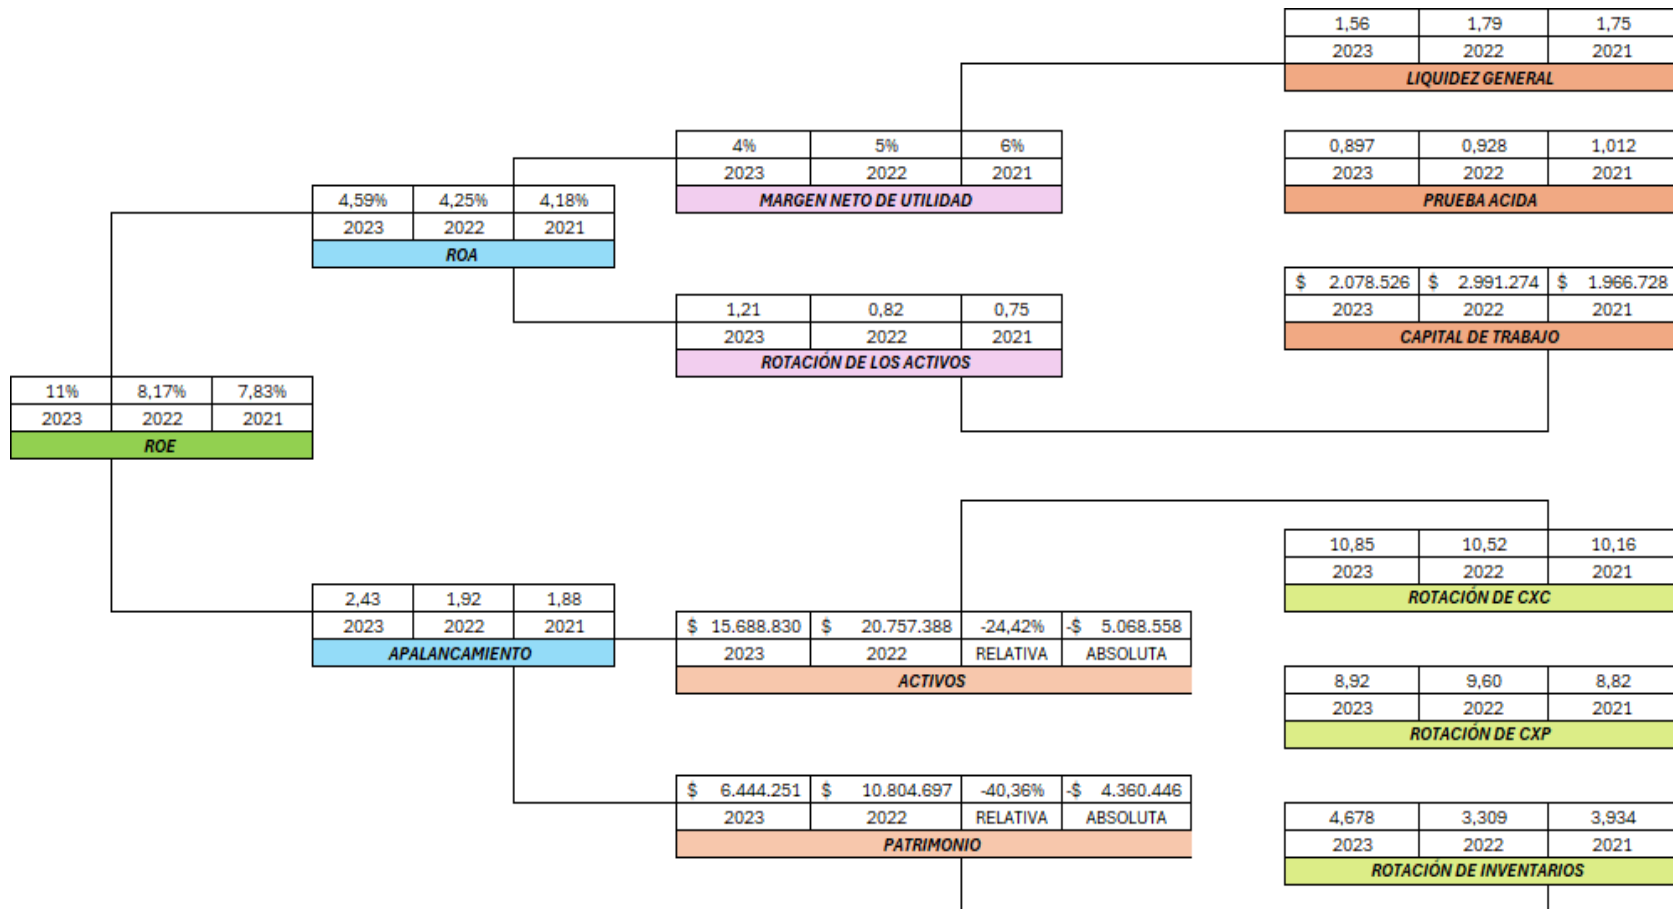 1,56 1,79 1,75
2023 2022 2021
LIQUIDEZ GENERAL
4% 5% 6%
2023 2022 2021
MARGEN NETO DE UTILIDAD
0,897 0,928 1,012
2023 2022 2021
PRUEBA ACIDA
4,59% 4,25% 4,18%
2023 2022 2021
ROA
$ 2.078.526 $ 2.991.274 $ 1.966.728
2023 2022 2021
CAPITAL DE TRABAJO
1,21 0,82 0,75
2023 2022 2021
ROTACIÓN DE LOS ACTIVOS
11% 8,17% 7,83%
2023 2022 2021
ROE
10,85 10,52 10,16
2023 2022 2021
ROTACIÓN DE CXC
2,43 1,92 1,88
2023 2022 2021
APALANCAMIENTO
$ 15.688.830 $ 20.757.388 -24,42% -$ 5.068.558
2023 2022 RELATIVA ABSOLUTA
ACTIVOS
8,92 9,60 8,82
2023 2022 2021
ROTACIÓN DE CXP
$ 6.444.251 $ 10.804.697 -40,36% -$ 4.360.446
2023 2022 RELATIVA ABSOLUTA
PATRIMONIO
4,678 3,309 3,934
2023 2022 2021
ROTACIÓN DE INVENTARIOS